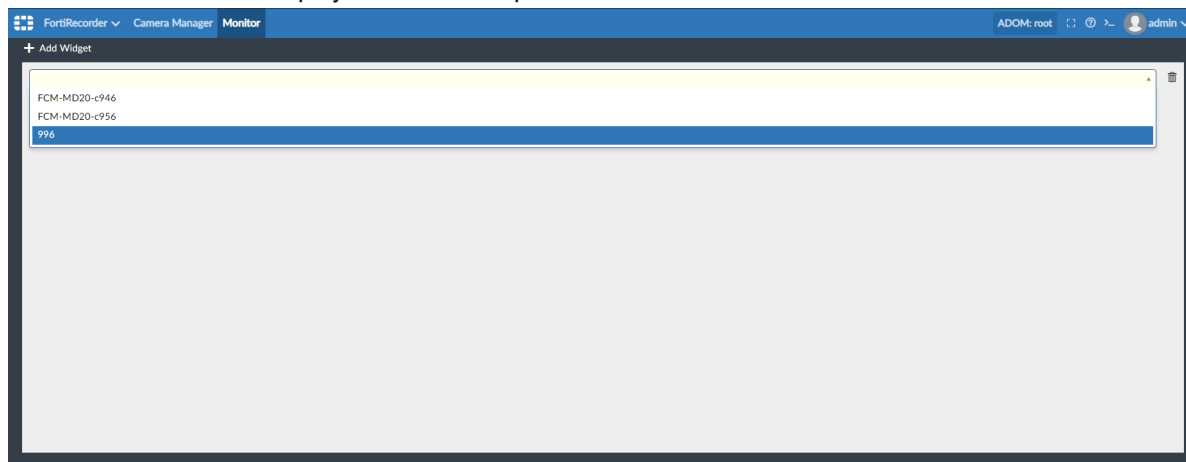 FortiRecorder Camera Manager Monitor ADOM: root admin
+ Add Widget
FCM-MD20-c946
FCM-MD20-c956
996